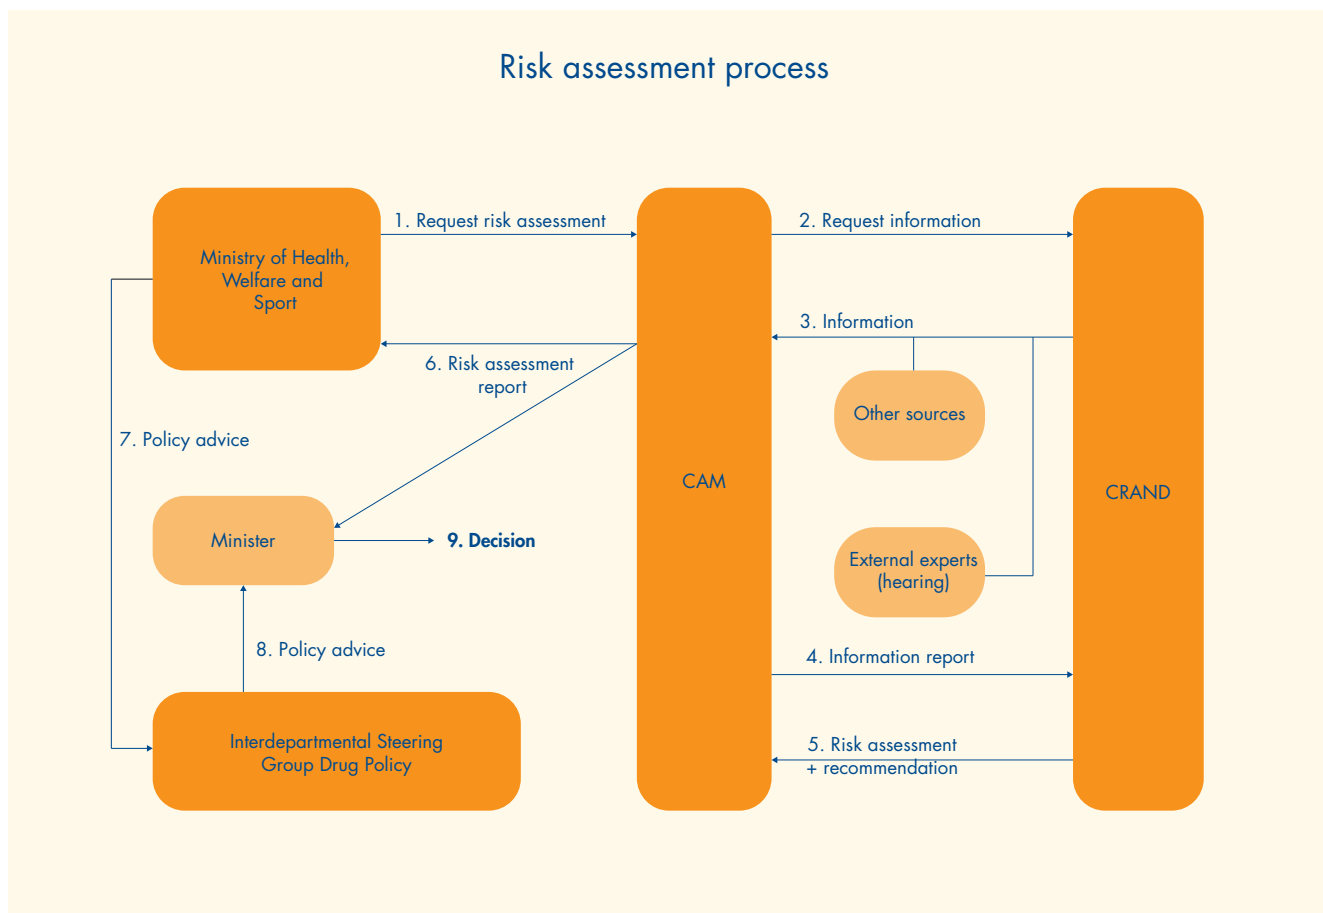 Risk assessment process
1. Request risk assessment
2. Request information
Ministry of Health,
Welfare and
Sport
3. Information
6. Risk assessment
report
Other sources
7. Policy advice
CAM
CRAND
Minister
9. Decision
External experts
(hearing)
8. Policy advice
4. Information report
Interdepartmental Steering
Group Drug Policy
5. Risk assessment
+ recommendation